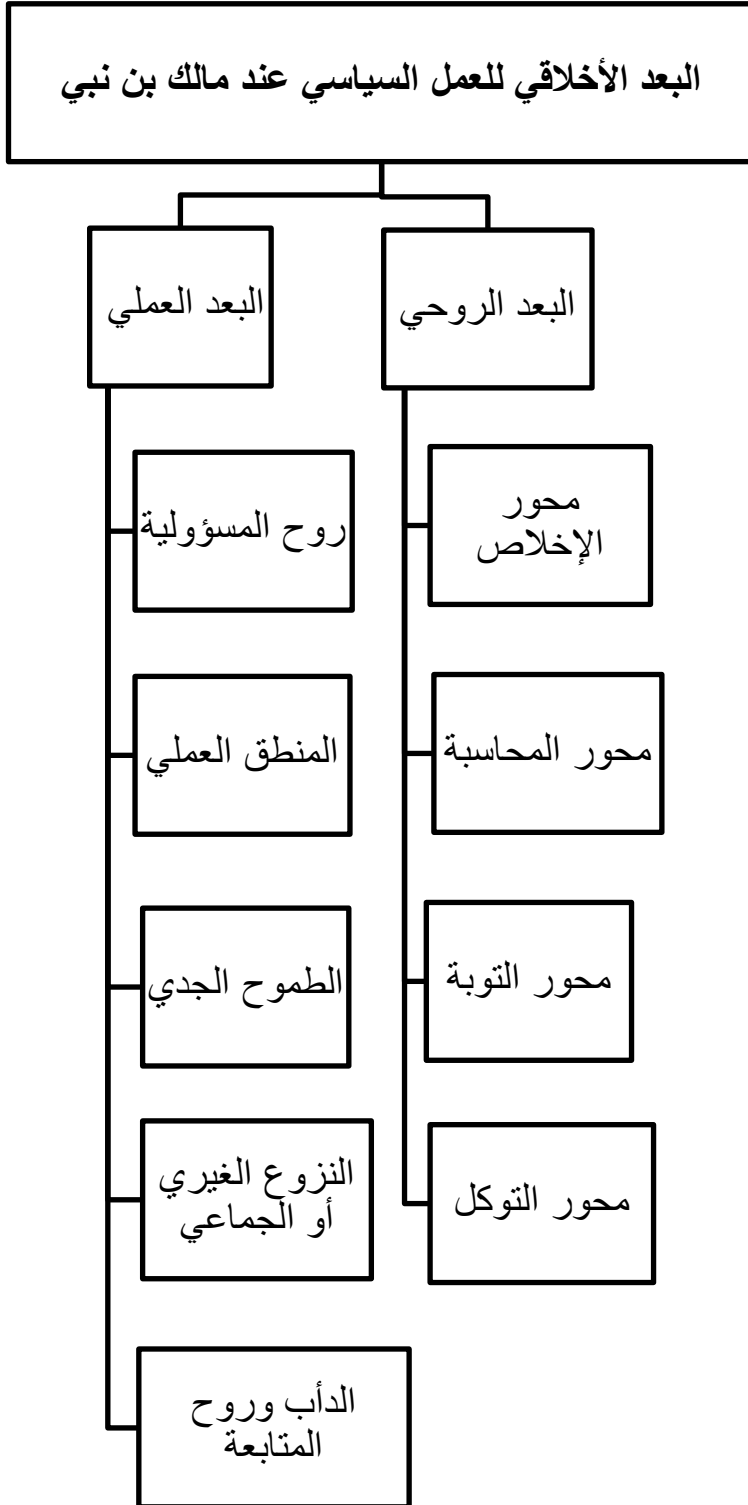 البعد الأخلاقي للعمل السياسي عند مالك بن نبي
البعد الروحي
محور
الإخلاص
محور المحاسبة
محور التوبة
محور التوكل
البعد العملي
روح المسؤولية
المنطق العملي
الطموح الجدي
النزوع الغيري
أو الجماعي
الدأب وروح
المتابعة